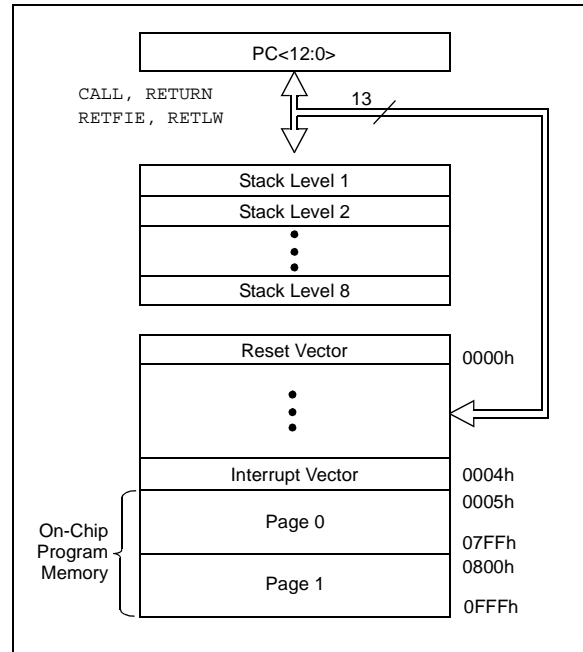 PC<12:0>
CALL, RETURN
RETFIE, RETLW
13
Stack Level 1
Stack Level 2
Stack Level 8
Reset Vector
0000h
Interrupt Vector
0004h
0005h
On-Chip
Program
Memory
Page 0
07FFh
0800h
Page 1
0FFFh